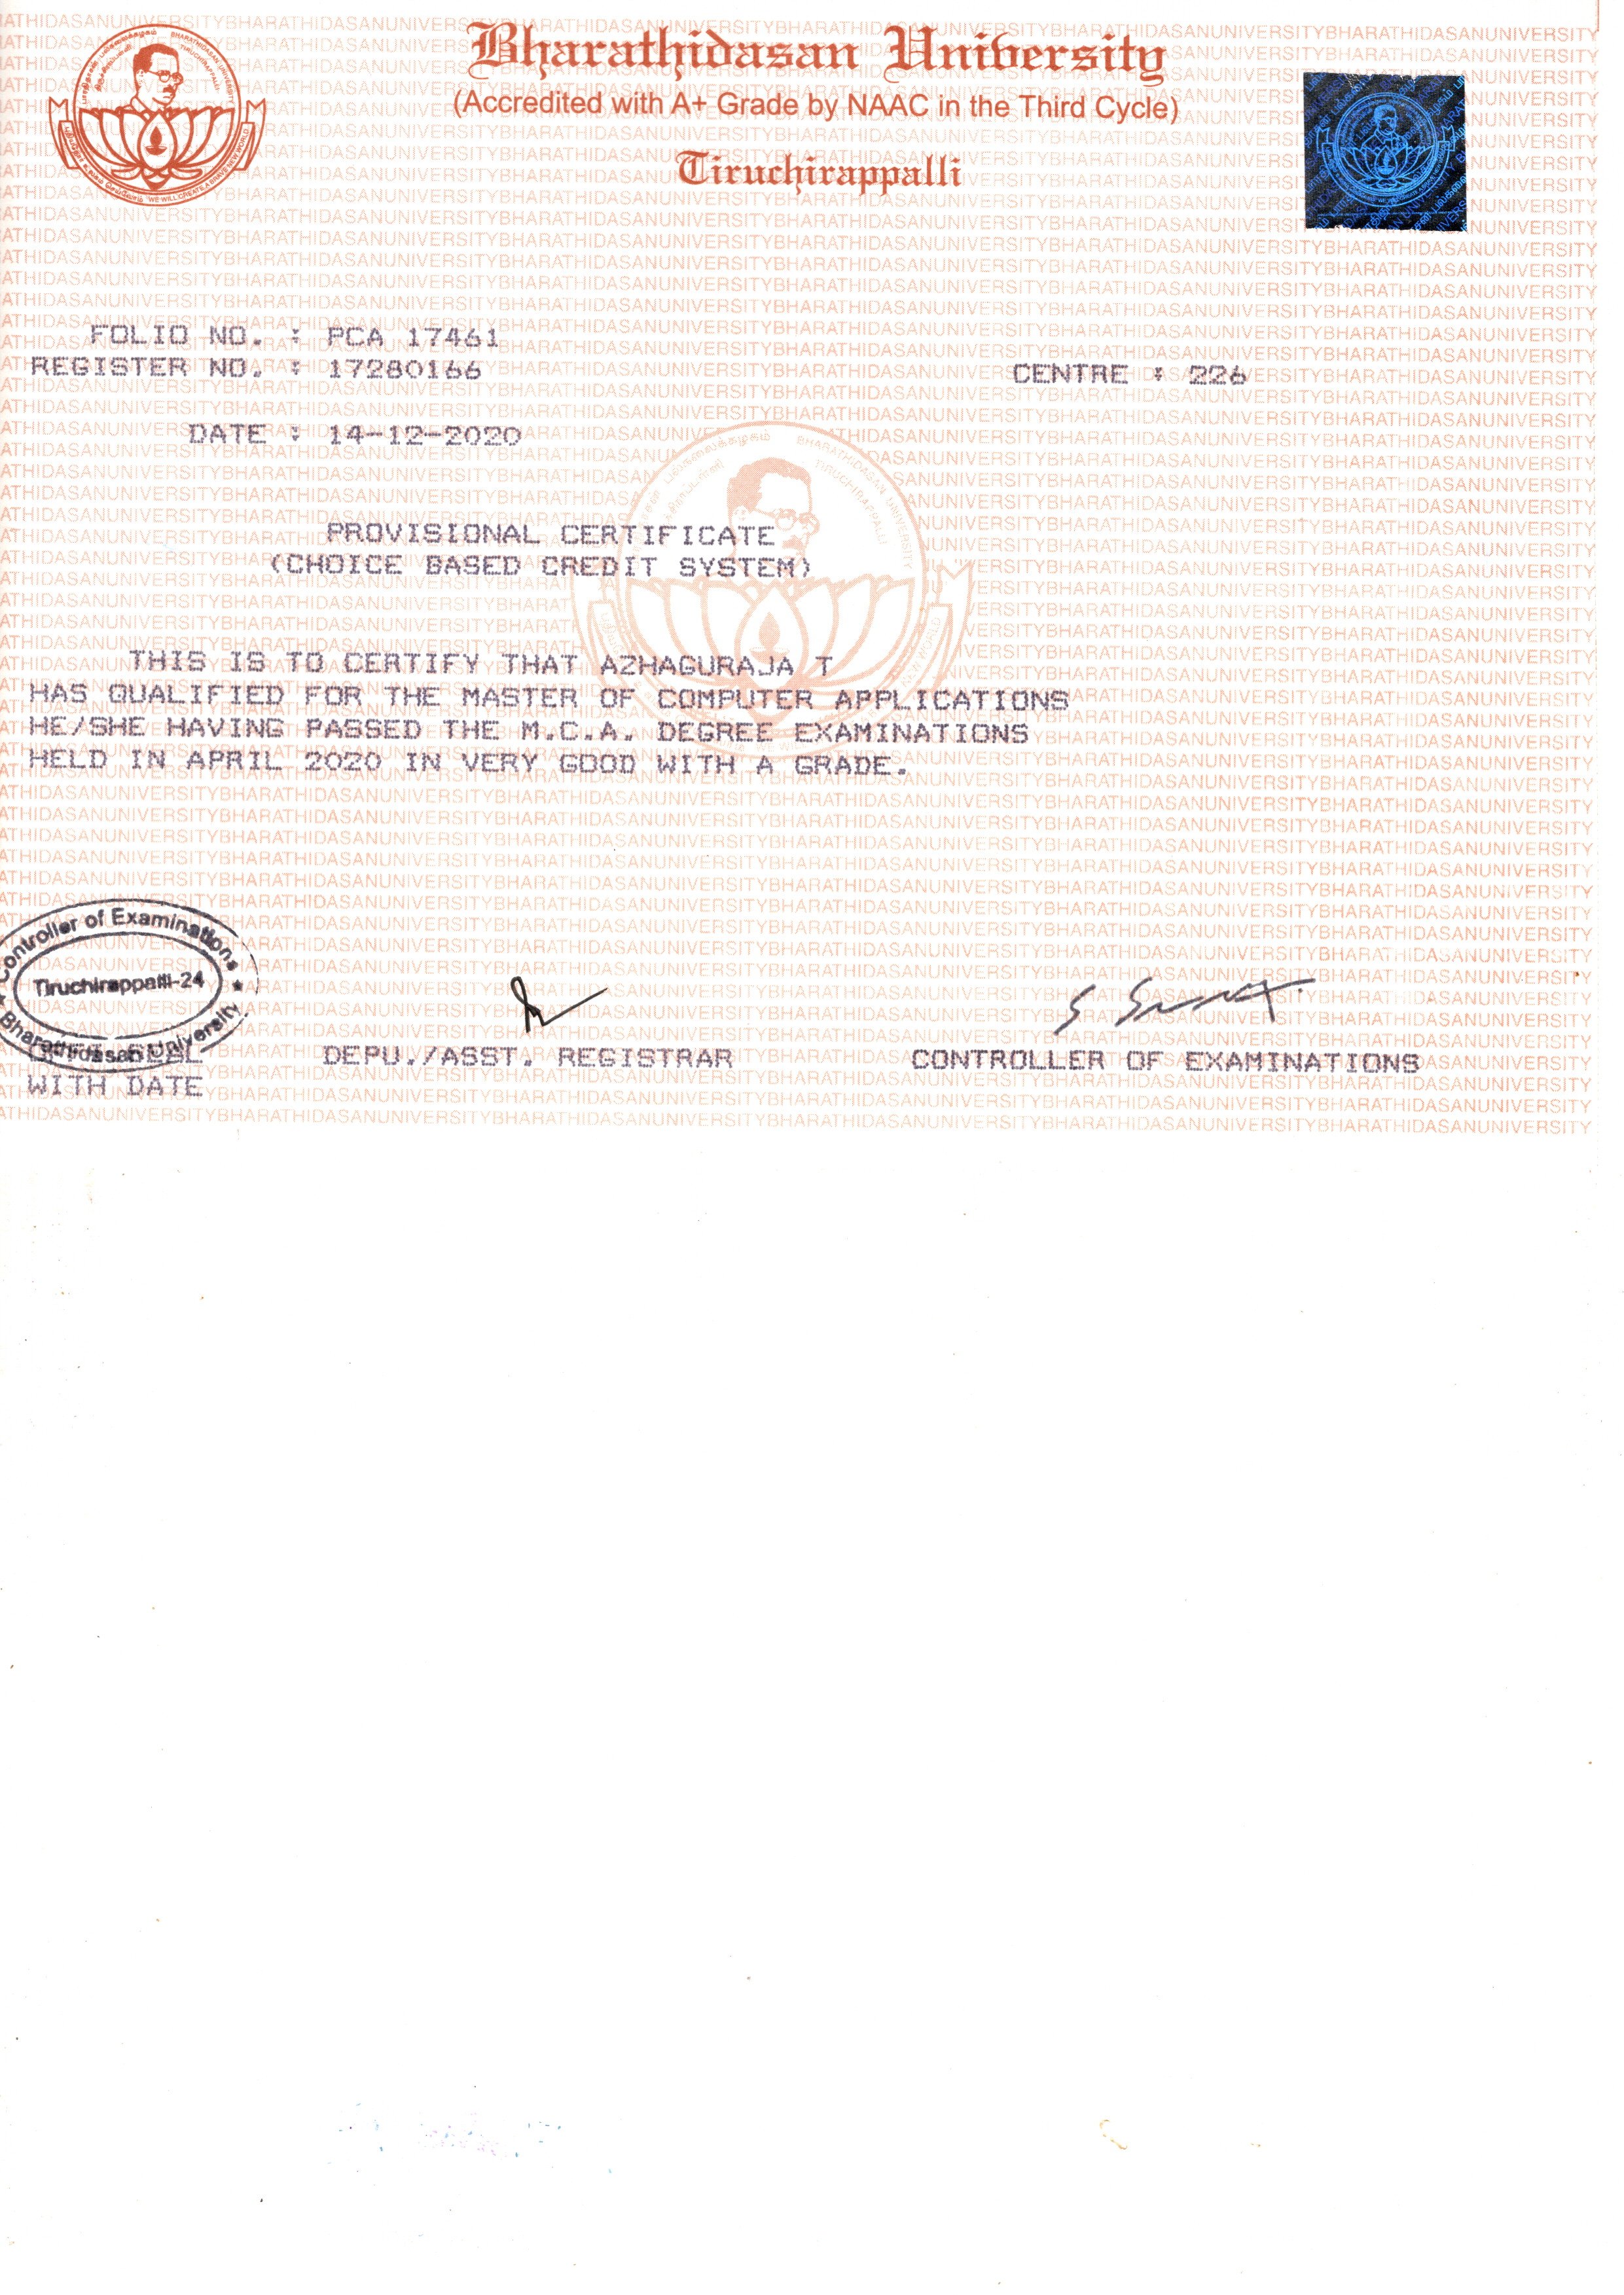 Bharathidasan University
(Accredited with A+ Grade by NAAC in the Third Cycle)
Tiruchirappalli
FOLIO NO. : PCA 17461
REGISTER NO. : 17280166
CENTRE : 226
DATE : 14-12-2020
PROVISIONAL CERTIFICATE
(CHOICE BASED CREDIT SYSTEM)
THIS IS TO CERTIFY THAT AZHAGURAJA T
HAS QUALIFIED FOR THE MASTER OF COMPUTER APPLICATIONS
HE/SHE HAVING PASSED THE M.C.A. DEGREE EXAMINATIONS
HELD IN APRIL 2020 IN VERY GOOD WITH A GRADE.
Controller of Examinations
Tiruchirappalli-24
Bharathidasan University
DEPU./ASST. REGISTRAR
CONTROLLER OF EXAMINATIONS
WITH DATE